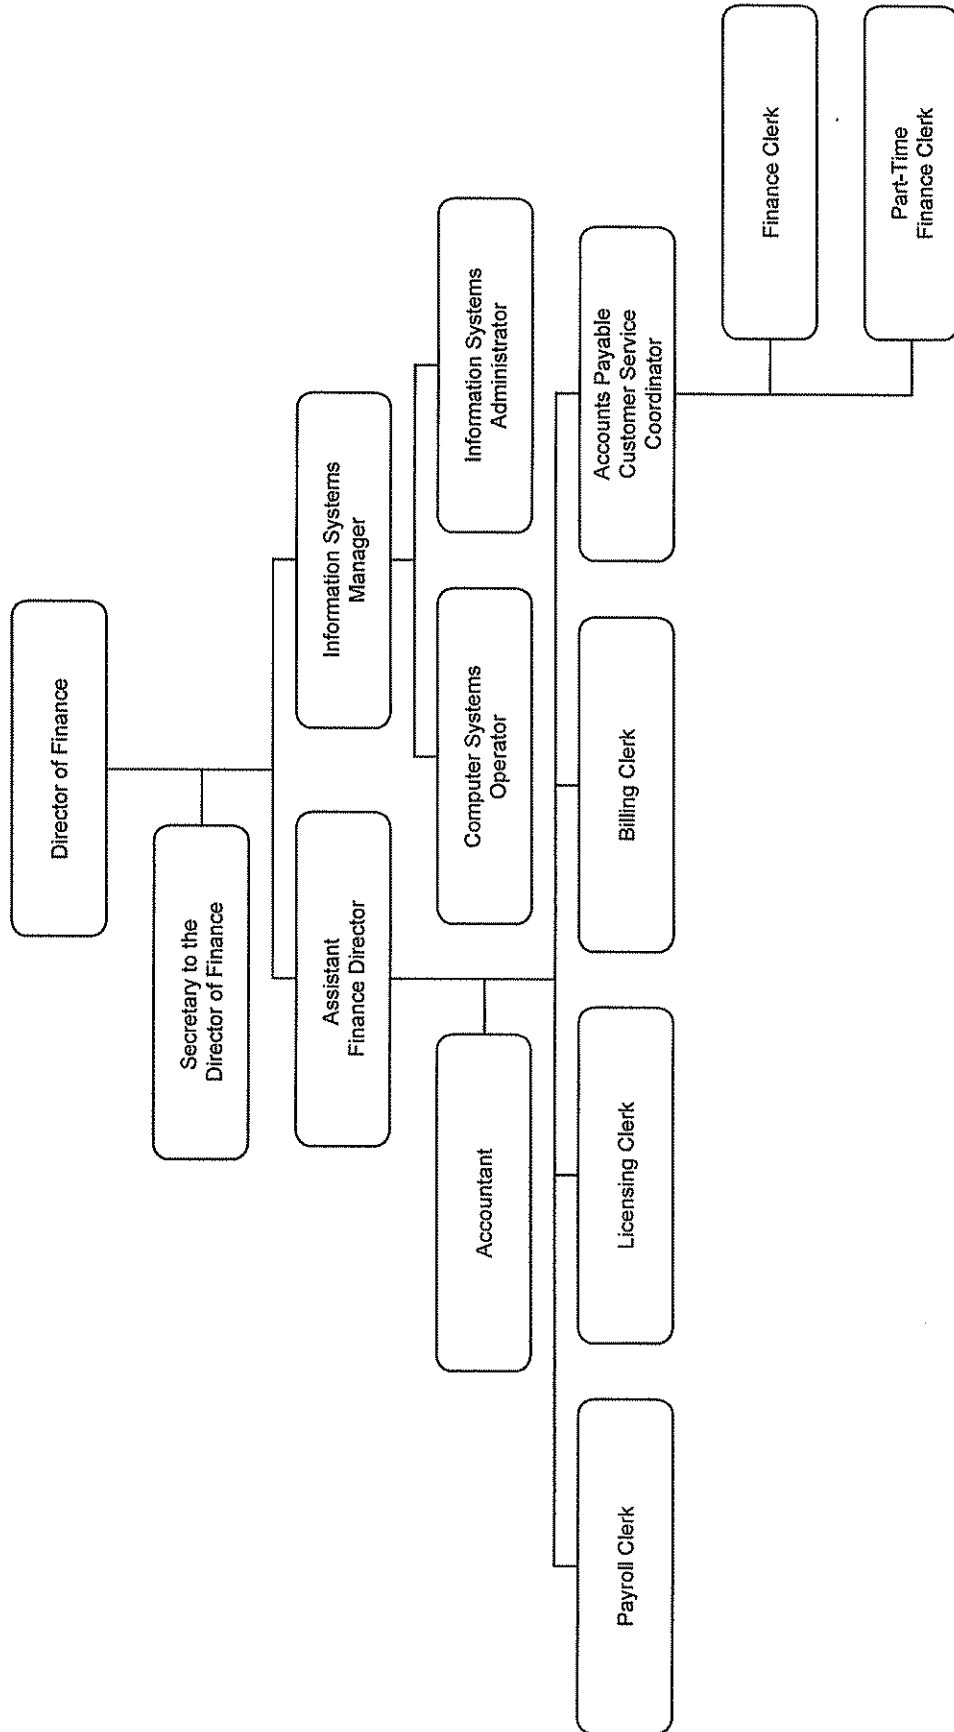 Director of Finance
Secretary to the
Director of Finance
Assistant
Finance Director
Information Systems
Manager
Accountant
Computer Systems
Operator
Information Systems
Administrator
Payroll Clerk
Licensing Clerk
Billing Clerk
Accounts Payable
Customer Service
Coordinator
Finance Clerk
Part-Time
Finance Clerk